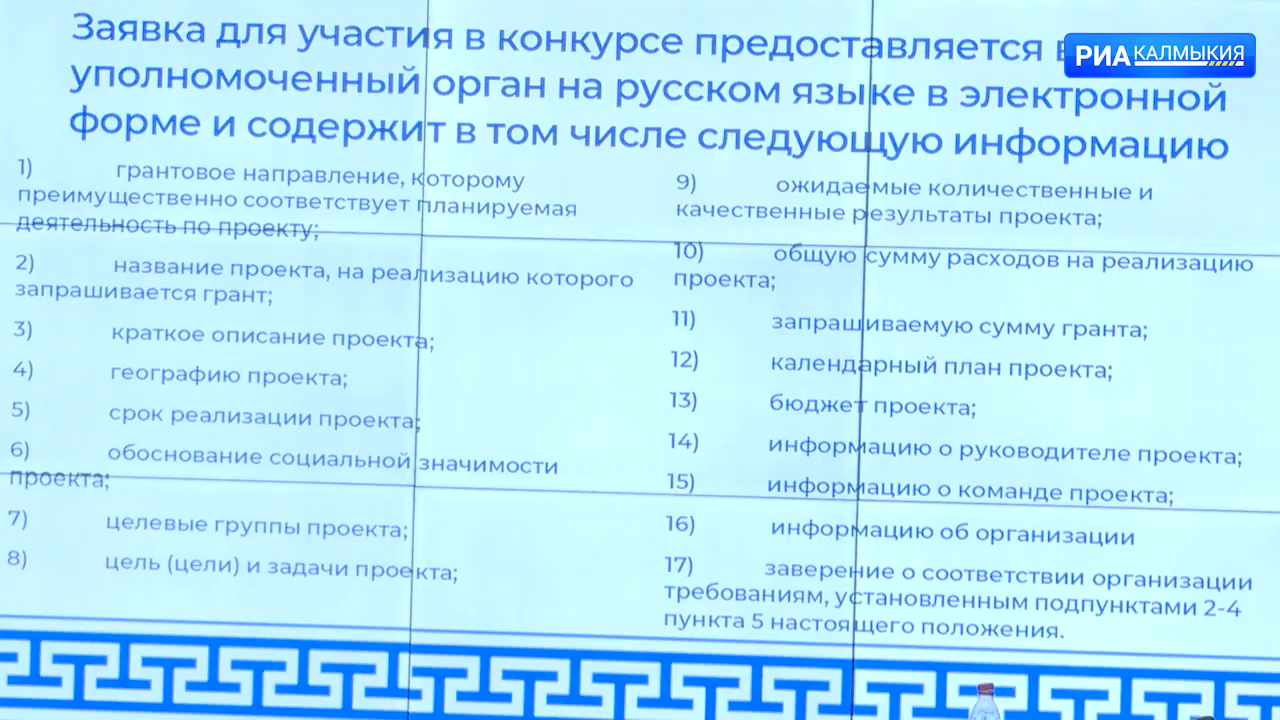 Заявка для участия в конкурсе предоставляется в
уполномоченный орган на русском языке в электронной
форме и содержит в том числе следующую информацию
РИА КАЛМЫКИЯ
1) грантовое направление, которому
преимущественно соответствует планируемая
деятельность по проекту;
2) название проекта, на реализацию которого
запрашивается грант;
3) краткое описание проекта;
4) географию проекта;
5) срок реализации проекта;
6) обоснование социальной значимости
проекта;
7) целевые группы проекта;
8) цель (цели) и задачи проекта;
9) ожидаемые количественные и
качественные результаты проекта;
10) общую сумму расходов на реализацию
проекта;
11) запрашиваемую сумму гранта;
12) календарный план проекта;
13) бюджет проекта;
14) информацию о руководителе проекта;
15) информацию о команде проекта;
16) информацию об организации
17) заверение о соответствии организации
требованиям, установленным подпунктами 2-4
пункта 5 настоящего положения.